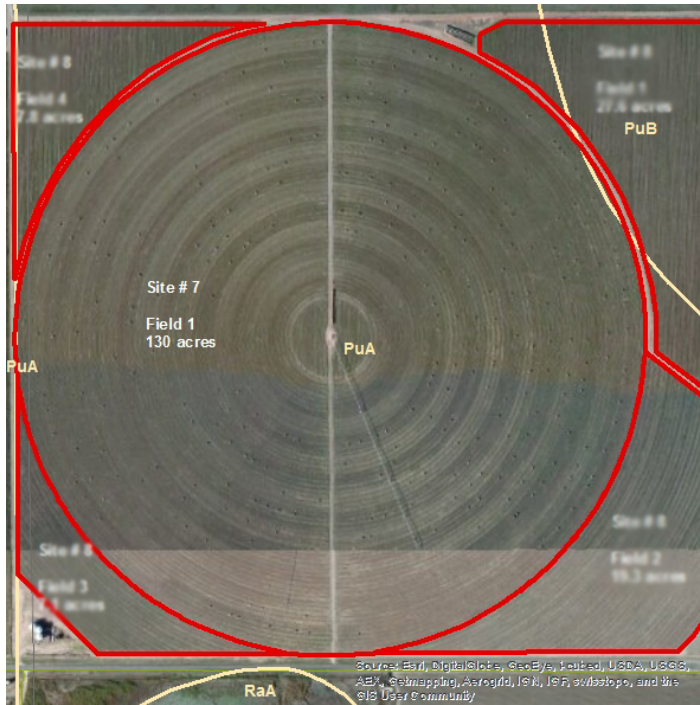 Site # 8
Field 4
7.8 acres
Site # 8
Field 1
27.6 acres
PuB
Site # 7
Field 1
130 acres
PuA
PuA
Site # 8
Field 2
acres
Site # 8
Field 3
acres
RaA
Source: Esri, DigitalGlobe, GeoEye, i-cubed, USDA, USGS,
AEX, Getmapping, Aerogrid, IGN, IGP, swisstopo, and the
GIS User Community